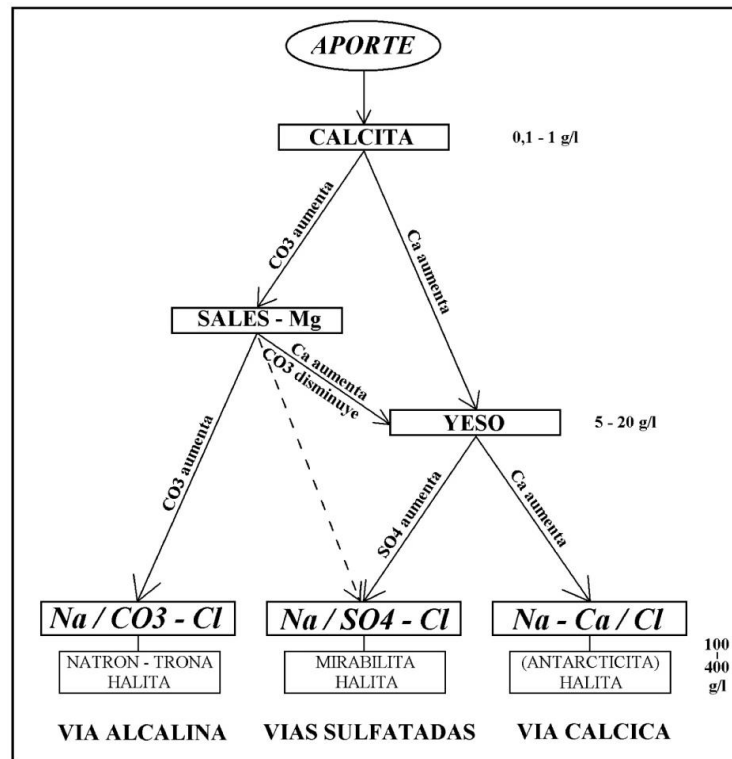 APORTE
CALCITA
0,1 - 1 g/l
CO3 aumenta
Ca aumenta
SALES - Mg
Ca aumenta
CO3 disminuye
YESO
5 - 20 g/l
CO3 aumenta
SO4 aumenta
Ca aumenta
Na / CO3 - Cl
Na / SO4 - Cl
Na - Ca / Cl
NATRON - TRONA
HALITA
MIRABILITA
HALITA
(ANTARCTICITA)
HALITA
100
-
400
g/l
VIA ALCALINA
VIAS SULFATADAS
VIA CALCICA